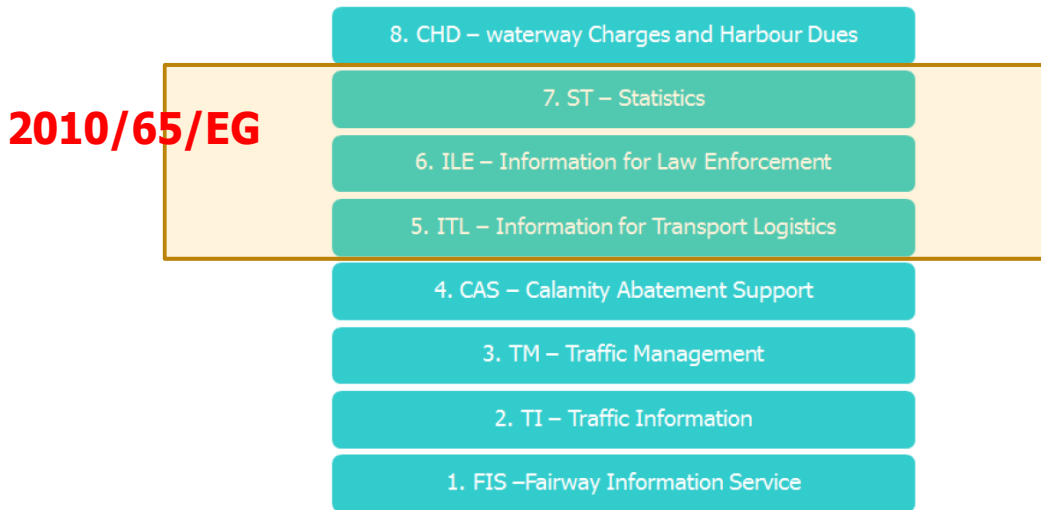 8. CHD – waterway Charges and Harbour Dues
7. ST – Statistics
2010/65/EG
6. ILE – Information for Law Enforcement
5. ITL – Information for Transport Logistics
4. CAS – Calamity Abatement Support
3. TM – Traffic Management
2. TI – Traffic Information
1. FIS –Fairway Information Service